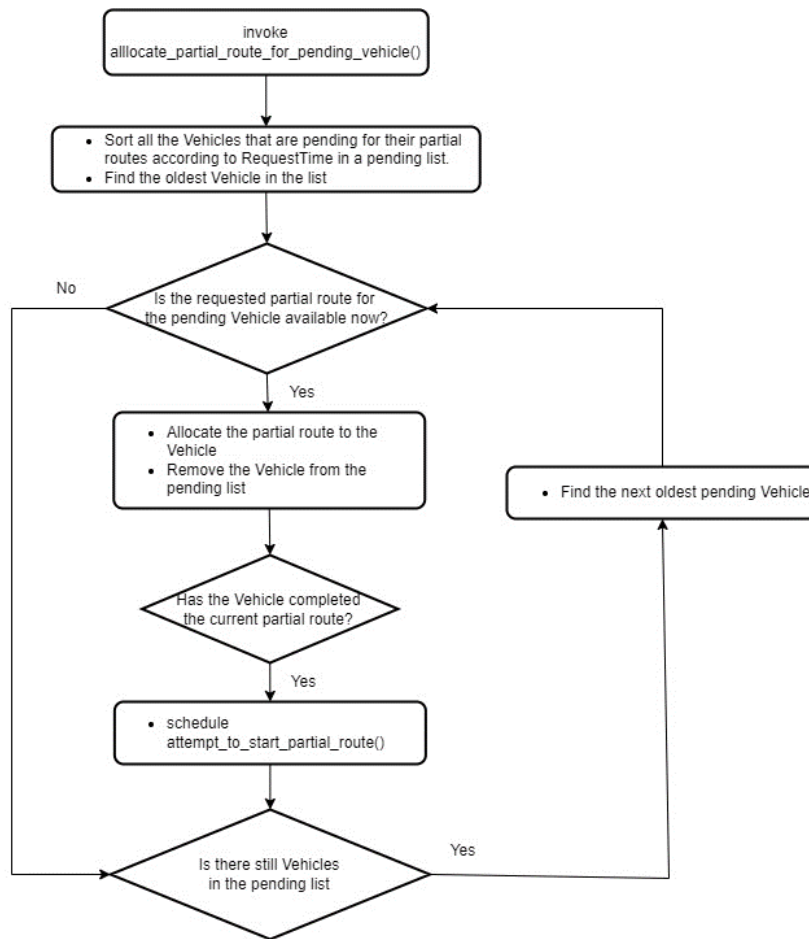 invoke
alllocate_partial_route_for_pending_vehicle()
• Sort all the Vehicles that are pending for their partial
routes according to RequestTime in a pending list.
• Find the oldest Vehicle in the list
No
Is the requested partial route for
the pending Vehicle available now?
Yes
• Allocate the partial route to the
Vehicle
• Remove the Vehicle from the
pending list
• Find the next oldest pending Vehicle
Has the Vehicle completed
the current partial route?
Yes
• schedule
attempt_to_start_partial_route()
Is there still Vehicles
in the pending list
Yes